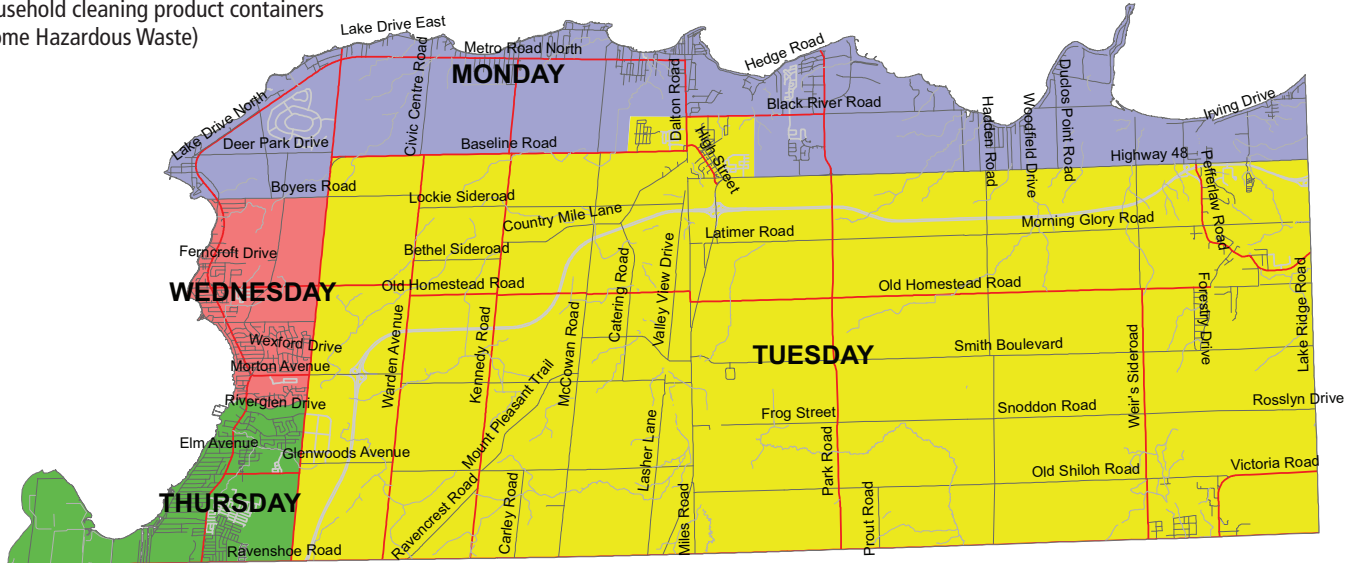 usehold cleaning product containers
ome Hazardous Waste)
Lake Drive East
Metro Road North
MONDAY
Civic Centre Road
Hedge Road
Dalton Road
Black River Road
Duclos Point Road
Woodfield Drive
Hadden Road
Irving Drive
Lake Drive North
Deer Park Drive
Baseline Road
High Street
Highway 48
Pefferlaw Road
Boyers Road
Lockie Sideroad
Country Mile Lane
Latimer Road
Morning Glory Road
Ferncroft Drive
Bethel Sideroad
WEDNESDAY
Old Homestead Road
Catering Road
Valley View Drive
Old Homestead Road
Forestry Drive
Lake Ridge Road
Wexford Drive
Morton Avenue
Warden Avenue
Kennedy Road
McCowan Road
TUESDAY
Smith Boulevard
Weir's Sideroad
Riverglen Drive
Mount Pleasant Trail
Frog Street
Snoddon Road
Rosslyn Drive
Elm Avenue
Glenwoods Avenue
Lasher Lane
Park Road
Old Shiloh Road
Victoria Road
THURSDAY
Ravenshoe Road
Ravencrest Road
Carley Road
Miles Road
Prout Road